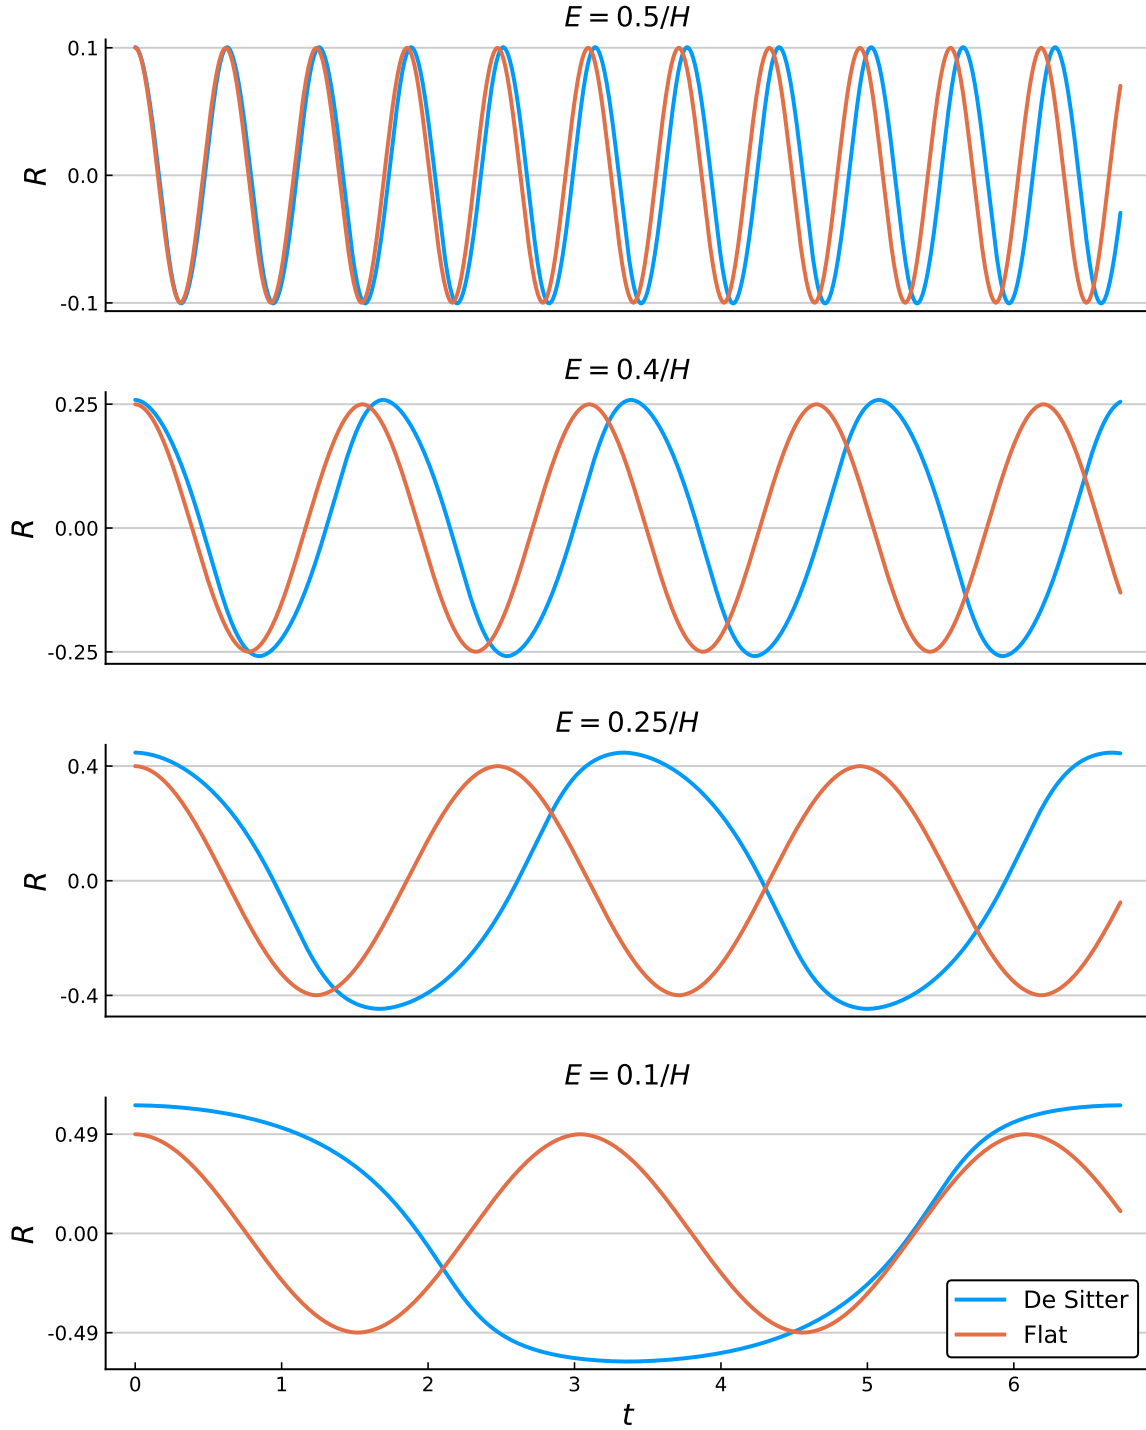 E = 0.5/H
0.1
0.0
-0.1
R
E = 0.4/H
0.25
0.00
-0.25
R
E = 0.25/H
0.4
0.0
-0.4
R
E = 0.1/H
0.49
0.00
-0.49
R
De Sitter
Flat
0 1 2 3 4 5 6
t